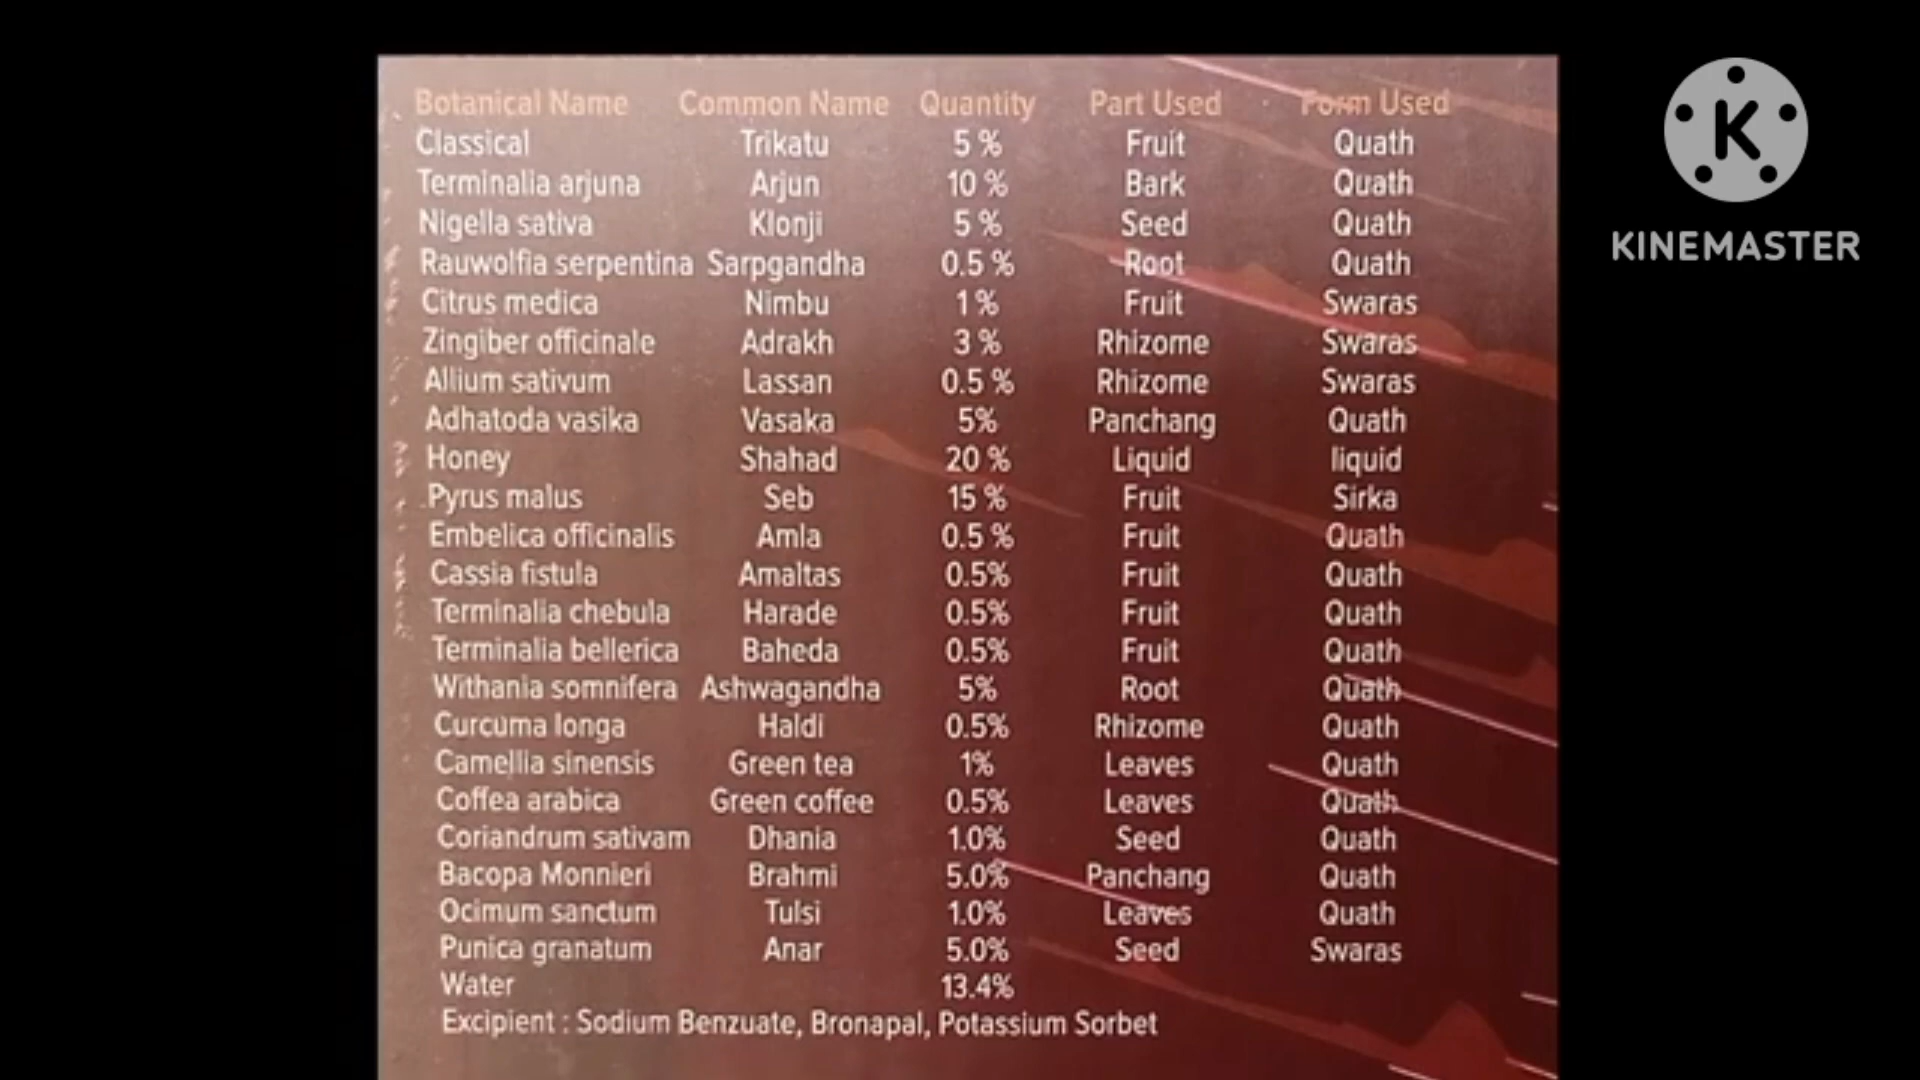 Botanical Name Common Name Quantity Part Used Form Used
Classical Trikatu 5 % Fruit Quath
Terminalia arjuna Arjun 10 % Bark Quath
Nigella sativa Klonji 5 % Seed Quath
Rauwolfia serpentina Sarpgandha 0.5 % Root Quath
Citrus medica Nimbu 1 % Fruit Swaras
Zingiber officinale Adrakh 3 % Rhizome Swaras
Allium sativum Lassan 0.5 % Rhizome Swaras
Adhatoda vasika Vasaka 5% Panchang Quath
Honey Shahad 20 % Liquid liquid
Pyrus malus Seb 15 % Fruit Sirka
Embelica officinalis Amla 0.5 % Fruit Quath
Cassia fistula Amaltas 0.5% Fruit Quath
Terminalia chebula Harade 0.5% Fruit Quath
Terminalia bellerica Baheda 0.5% Fruit Quath
Withania somnifera Ashwagandha 5% Root Quath
Curcuma longa Haldi 0.5% Rhizome Quath
Camellia sinensis Green tea 1% Leaves Quath
Coffea arabica Green coffee 0.5% Leaves Quath
Coriandrum sativam Dhania 1.0% Seed Quath
Bacopa Monnieri Brahmi 5.0% Panchang Quath
Ocimum sanctum Tulsi 1.0% Leaves Quath
Punica granatum Anar 5.0% Seed Swaras
Water 13.4%
Excipient : Sodium Benzuate, Bronapal, Potassium Sorbet
K
KINEMASTER